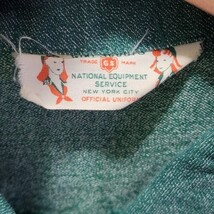 TRADE GS MARK
NATIONAL EQUIPMENT
SERVICE
NEW YORK CITY
OFFICIAL UNIFORM